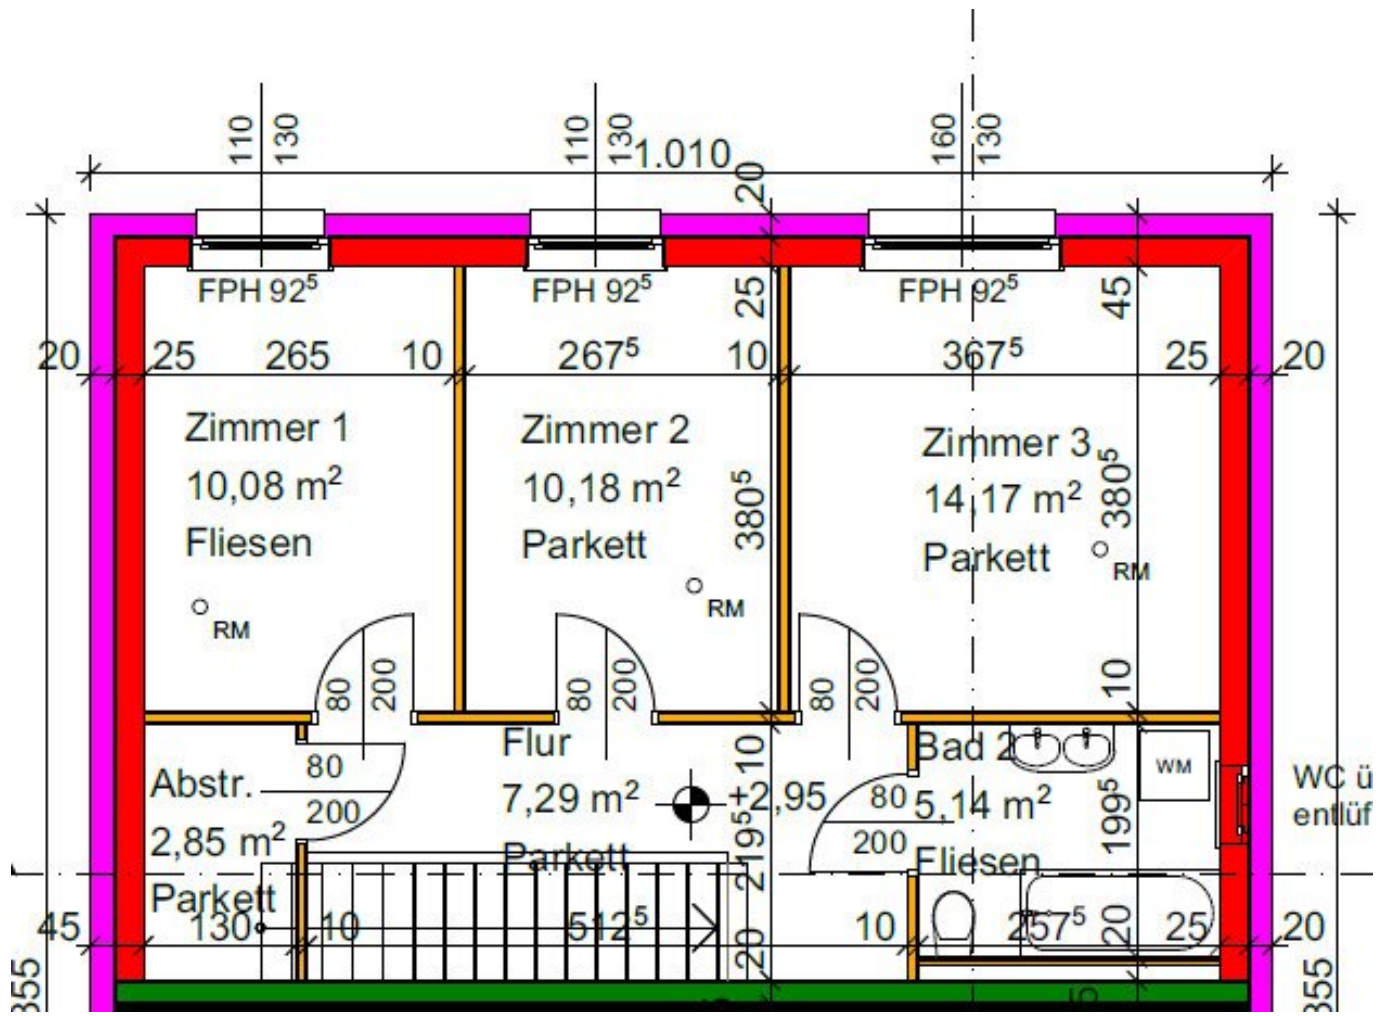 110
130
110
130
160
130
1.010
20
FPH 92⁵
FPH 92⁵
FPH 92⁵
25
45
20
25
265
10
267⁵
10
367⁵
25
20
Zimmer 1
10,08 m²
Fliesen
RM
Zimmer 2
10,18 m²
Parkett
RM
380⁵
Zimmer 3
14,17 m²
Parkett
380⁵
RM
80
200
80
200
80
200
10
Abstr.
2,85 m²
Parkett
80
200
Flur
7,29 m²
Parkett
10
+2,95
219⁵
80
200
Bad 2
5,14 m²
Fliesen
WM
199⁵
WC ü
entlüf
45
130
10
512⁵
20
10
257⁵
20
25
20
355
355